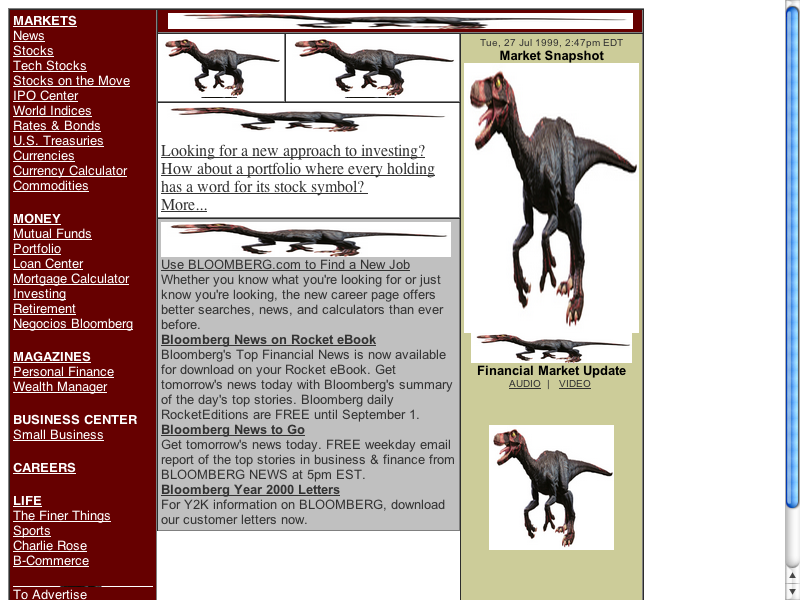 MARKETS
News
Stocks
Tech Stocks
Stocks on the Move
IPO Center
World Indices
Rates & Bonds
U.S. Treasuries
Currencies
Currency Calculator
Commodities
MONEY
Mutual Funds
Portfolio
Loan Center
Mortgage Calculator
Investing
Retirement
Negocios Bloomberg
MAGAZINES
Personal Finance
Wealth Manager
BUSINESS CENTER
Small Business
CAREERS
LIFE
The Finer Things
Sports
Charlie Rose
B-Commerce
To Advertise
Looking for a new approach to investing?
How about a portfolio where every holding
has a word for its stock symbol?
More...
Use BLOOMBERG.com to Find a New Job
Whether you know what you're looking for or just
know you're looking, the new career page offers
better searches, news, and calculators than ever
before.
Bloomberg News on Rocket eBook
Bloomberg's Top Financial News is now available
for download on your Rocket eBook. Get
tomorrow's news today with Bloomberg's summary
of the day's top stories. Bloomberg daily
RocketEditions are FREE until September 1.
Bloomberg News to Go
Get tomorrow's news today. FREE weekday email
report of the top stories in business & finance from
BLOOMBERG NEWS at 5pm EST.
Bloomberg Year 2000 Letters
For Y2K information on BLOOMBERG, download
our customer letters now.
Tue, 27 Jul 1999, 2:47pm EDT
Market Snapshot
Financial Market Update
AUDIO | VIDEO